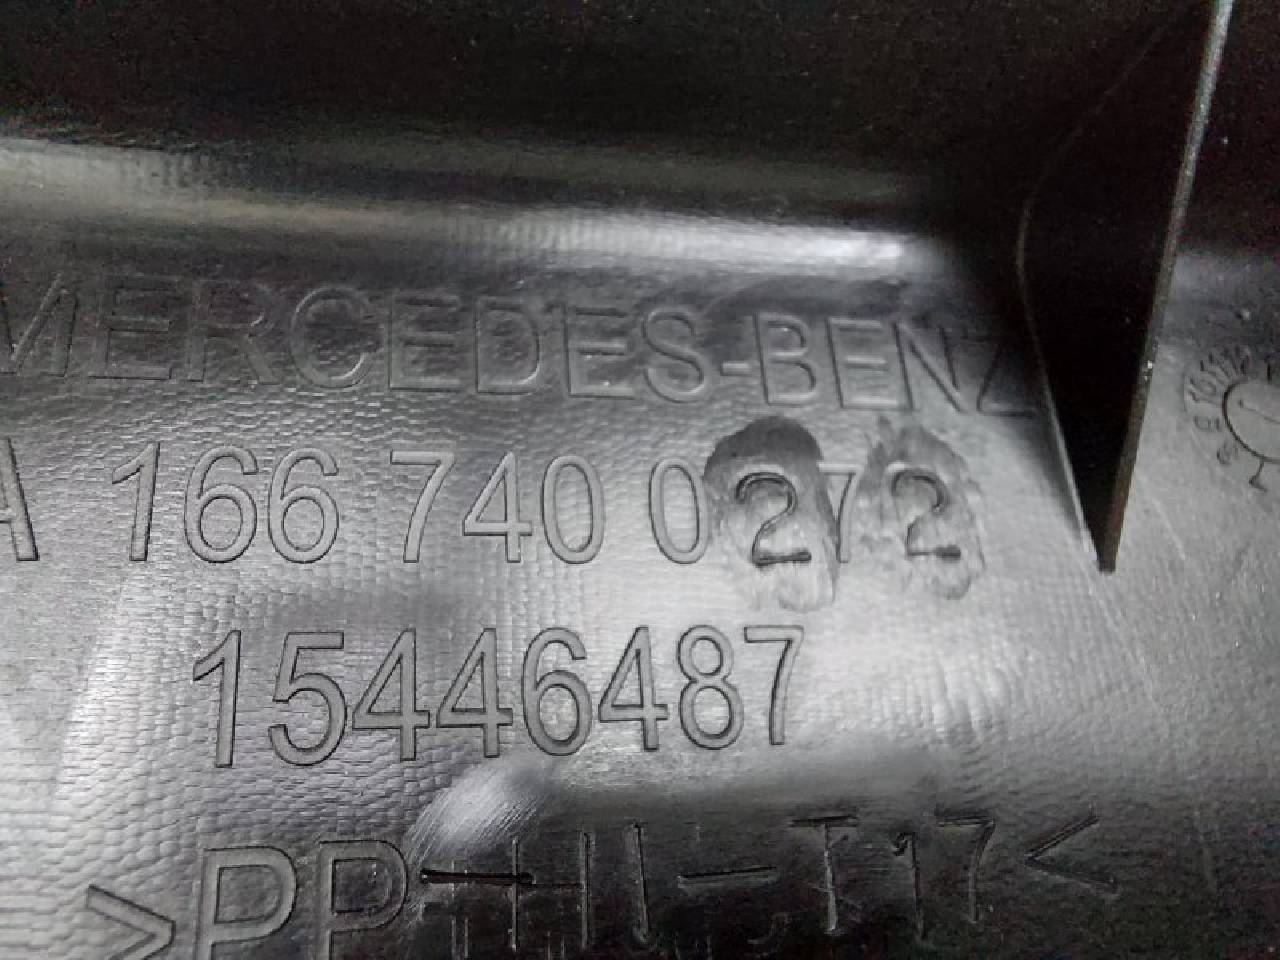 MERCEDES-BENZ
A 166 740 0272
15446487
>PP-HI-T17<